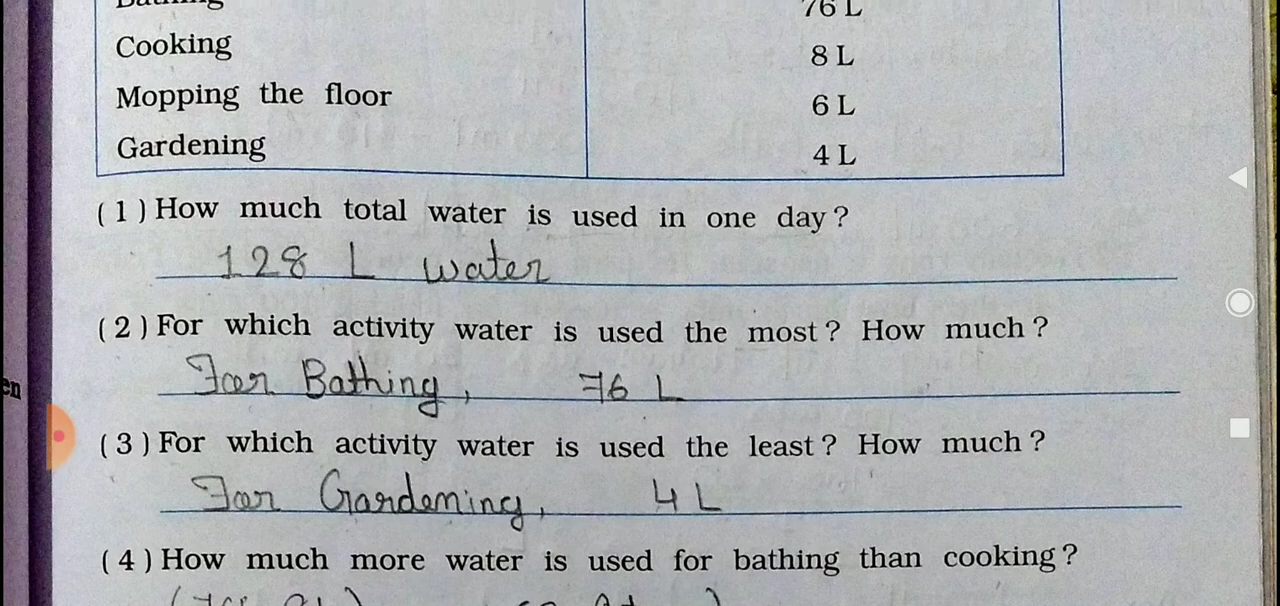 Bathing 76 L
Cooking 8 L
Mopping the floor 6 L
Gardening 4 L
(1) How much total water is used in one day?
128 L water
(2) For which activity water is used the most? How much?
For Bathing, 76 L
(3) For which activity water is used the least? How much?
For Gardening, 4 L
(4) How much more water is used for bathing than cooking?
en